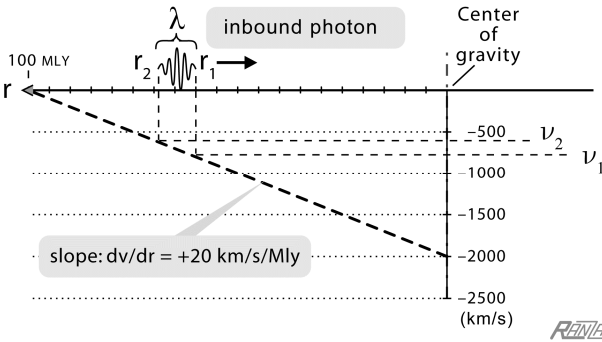 λ
inbound photon
Center
of
gravity
100 MLY
r₂
r₁
r
−500
ν₂
ν₁
−1000
−1500
slope: dv/dr = +20 km/s/Mly
−2000
−2500
(km/s)